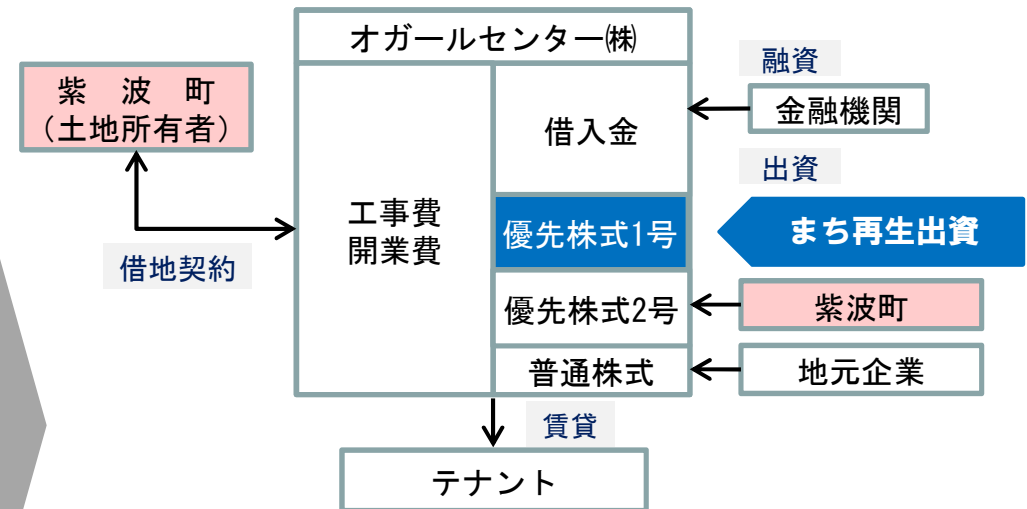 オガールセンター㈱
紫 波 町
（土地所有者）
借地契約
工事費
開業費
借入金
優先株式1号
優先株式2号
普通株式
融資
金融機関
出資
まち再生出資
紫波町
地元企業
賃貸
テナント